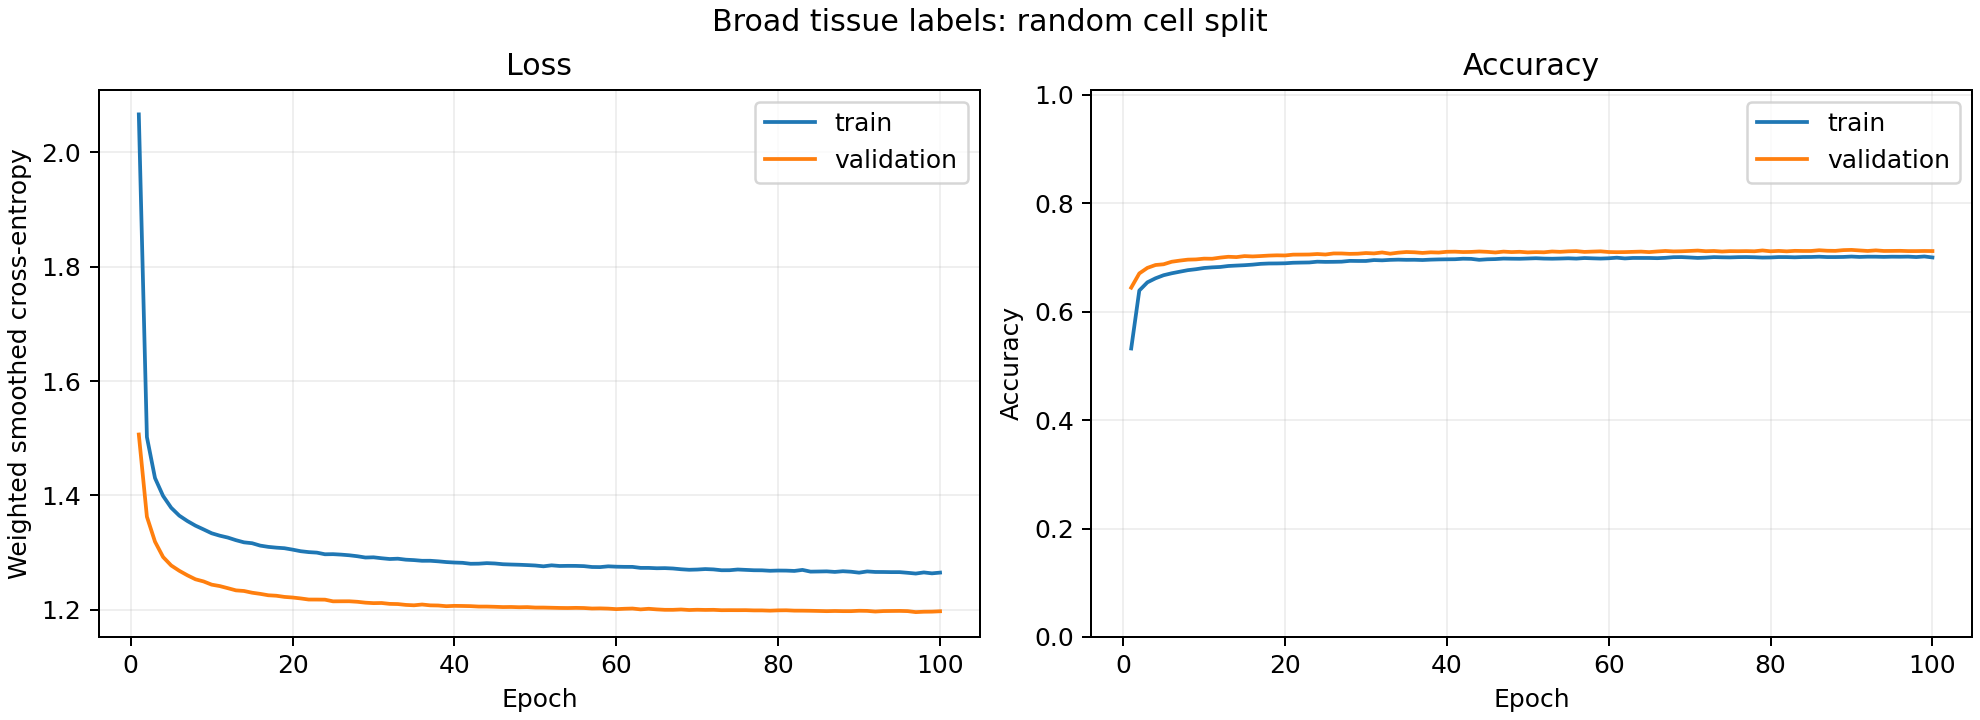 Broad tissue labels: random cell split
Loss
Weighted smoothed cross-entropy
2.0
1.8
1.6
1.4
1.2
train
validation
0 20 40 60 80 100
Epoch
Accuracy
Accuracy
1.0
0.8
0.6
0.4
0.2
0.0
train
validation
0 20 40 60 80 100
Epoch